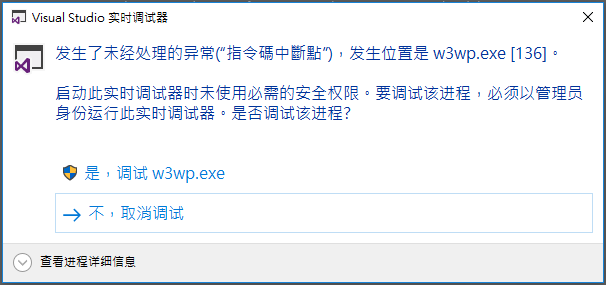 Visual Studio 实时调试器
发生了未经处理的异常(“指令碼中斷點”)，发生位置是 w3wp.exe [136]。
启动此实时调试器时未使用必需的安全权限。要调试该进程，必须以管理员
身份运行此实时调试器。是否调试该进程?
是，调试 w3wp.exe
不，取消调试
查看进程详细信息